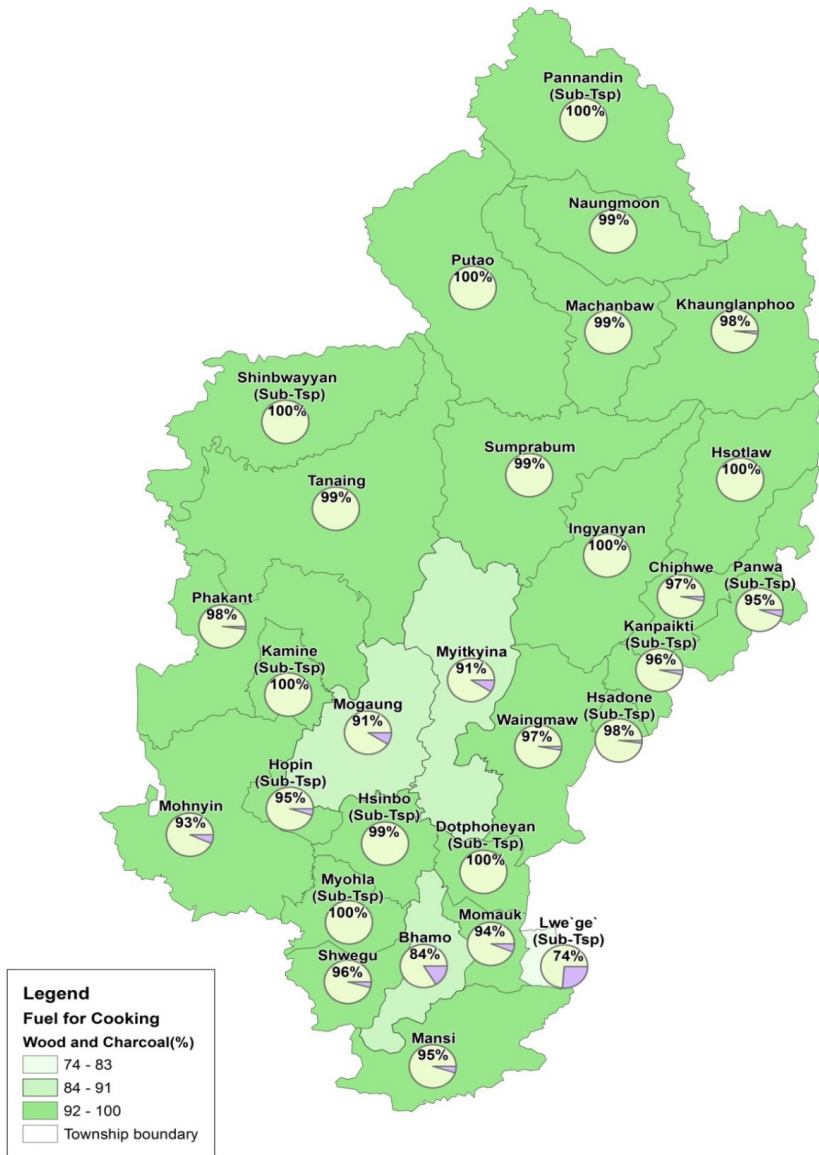 Pannandin
(Sub-Tsp)
100%
Naungmoon
99%
Putao
100%
Machanbaw
99%
Khaunglanphoo
98%
Shinbwayyan
(Sub-Tsp)
100%
Sumprabum
99%
Hsotlaw
100%
Tanaing
99%
Ingyanyan
100%
Chiphwe
97%
Panwa
(Sub-Tsp)
95%
Phakant
98%
Kanpaikti
(Sub-Tsp)
96%
Kamine
(Sub-Tsp)
100%
Myitkyina
91%
Mogaung
91%
Hsadone
(Sub-Tsp)
98%
Waingmaw
97%
Hopin
(Sub-Tsp)
95%
Mohnyin
93%
Hsinbo
(Sub-Tsp)
99%
Dotphoneyan
(Sub- Tsp)
100%
Myohla
(Sub-Tsp)
100%
Momauk
94%
Lwe`ge`
(Sub-Tsp)
74%
Bhamo
84%
Shwegu
96%
Mansi
95%
Legend
Fuel for Cooking
Wood and Charcoal(%)
74 - 83
84 - 91
92 - 100
Township boundary